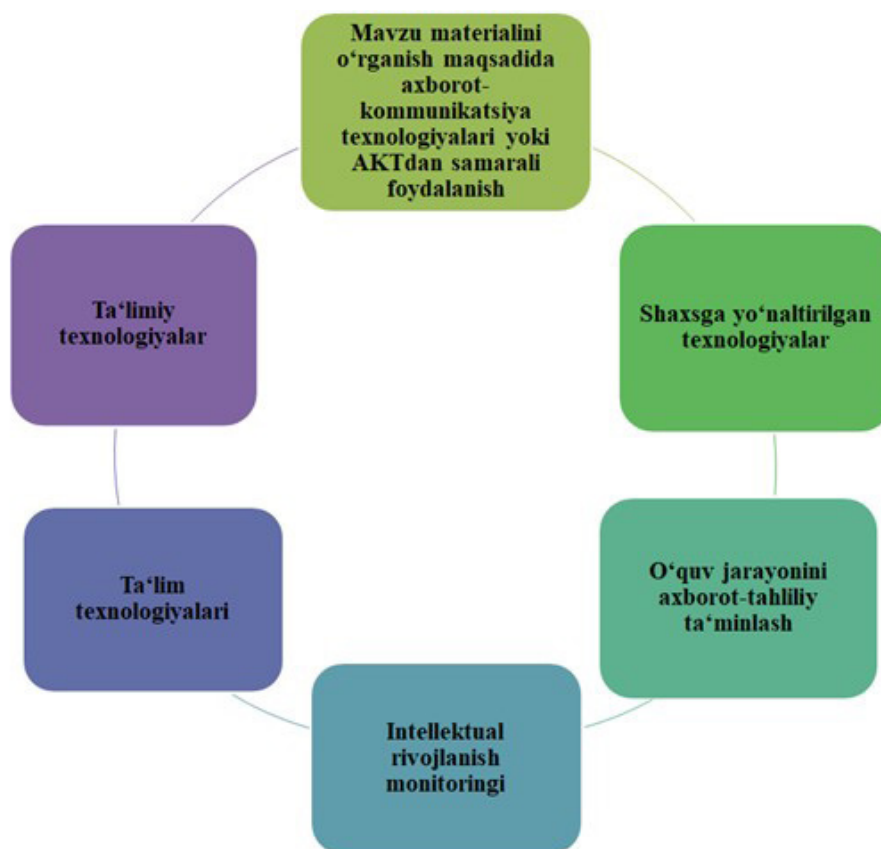 Mavzu materialini
o‘rganish maqsadida
axborot-
kommunikatsiya
texnologiyalari yoki
AKTdan samarali
foydalanish
Shaxsga yo‘naltirilgan
texnologiyalar
O‘quv jarayonini
axborot-tahliliy
ta‘minlash
Intellektual
rivojlanish
monitoringi
Ta‘lim
texnologiyalari
Ta‘limiy
texnologiyalar